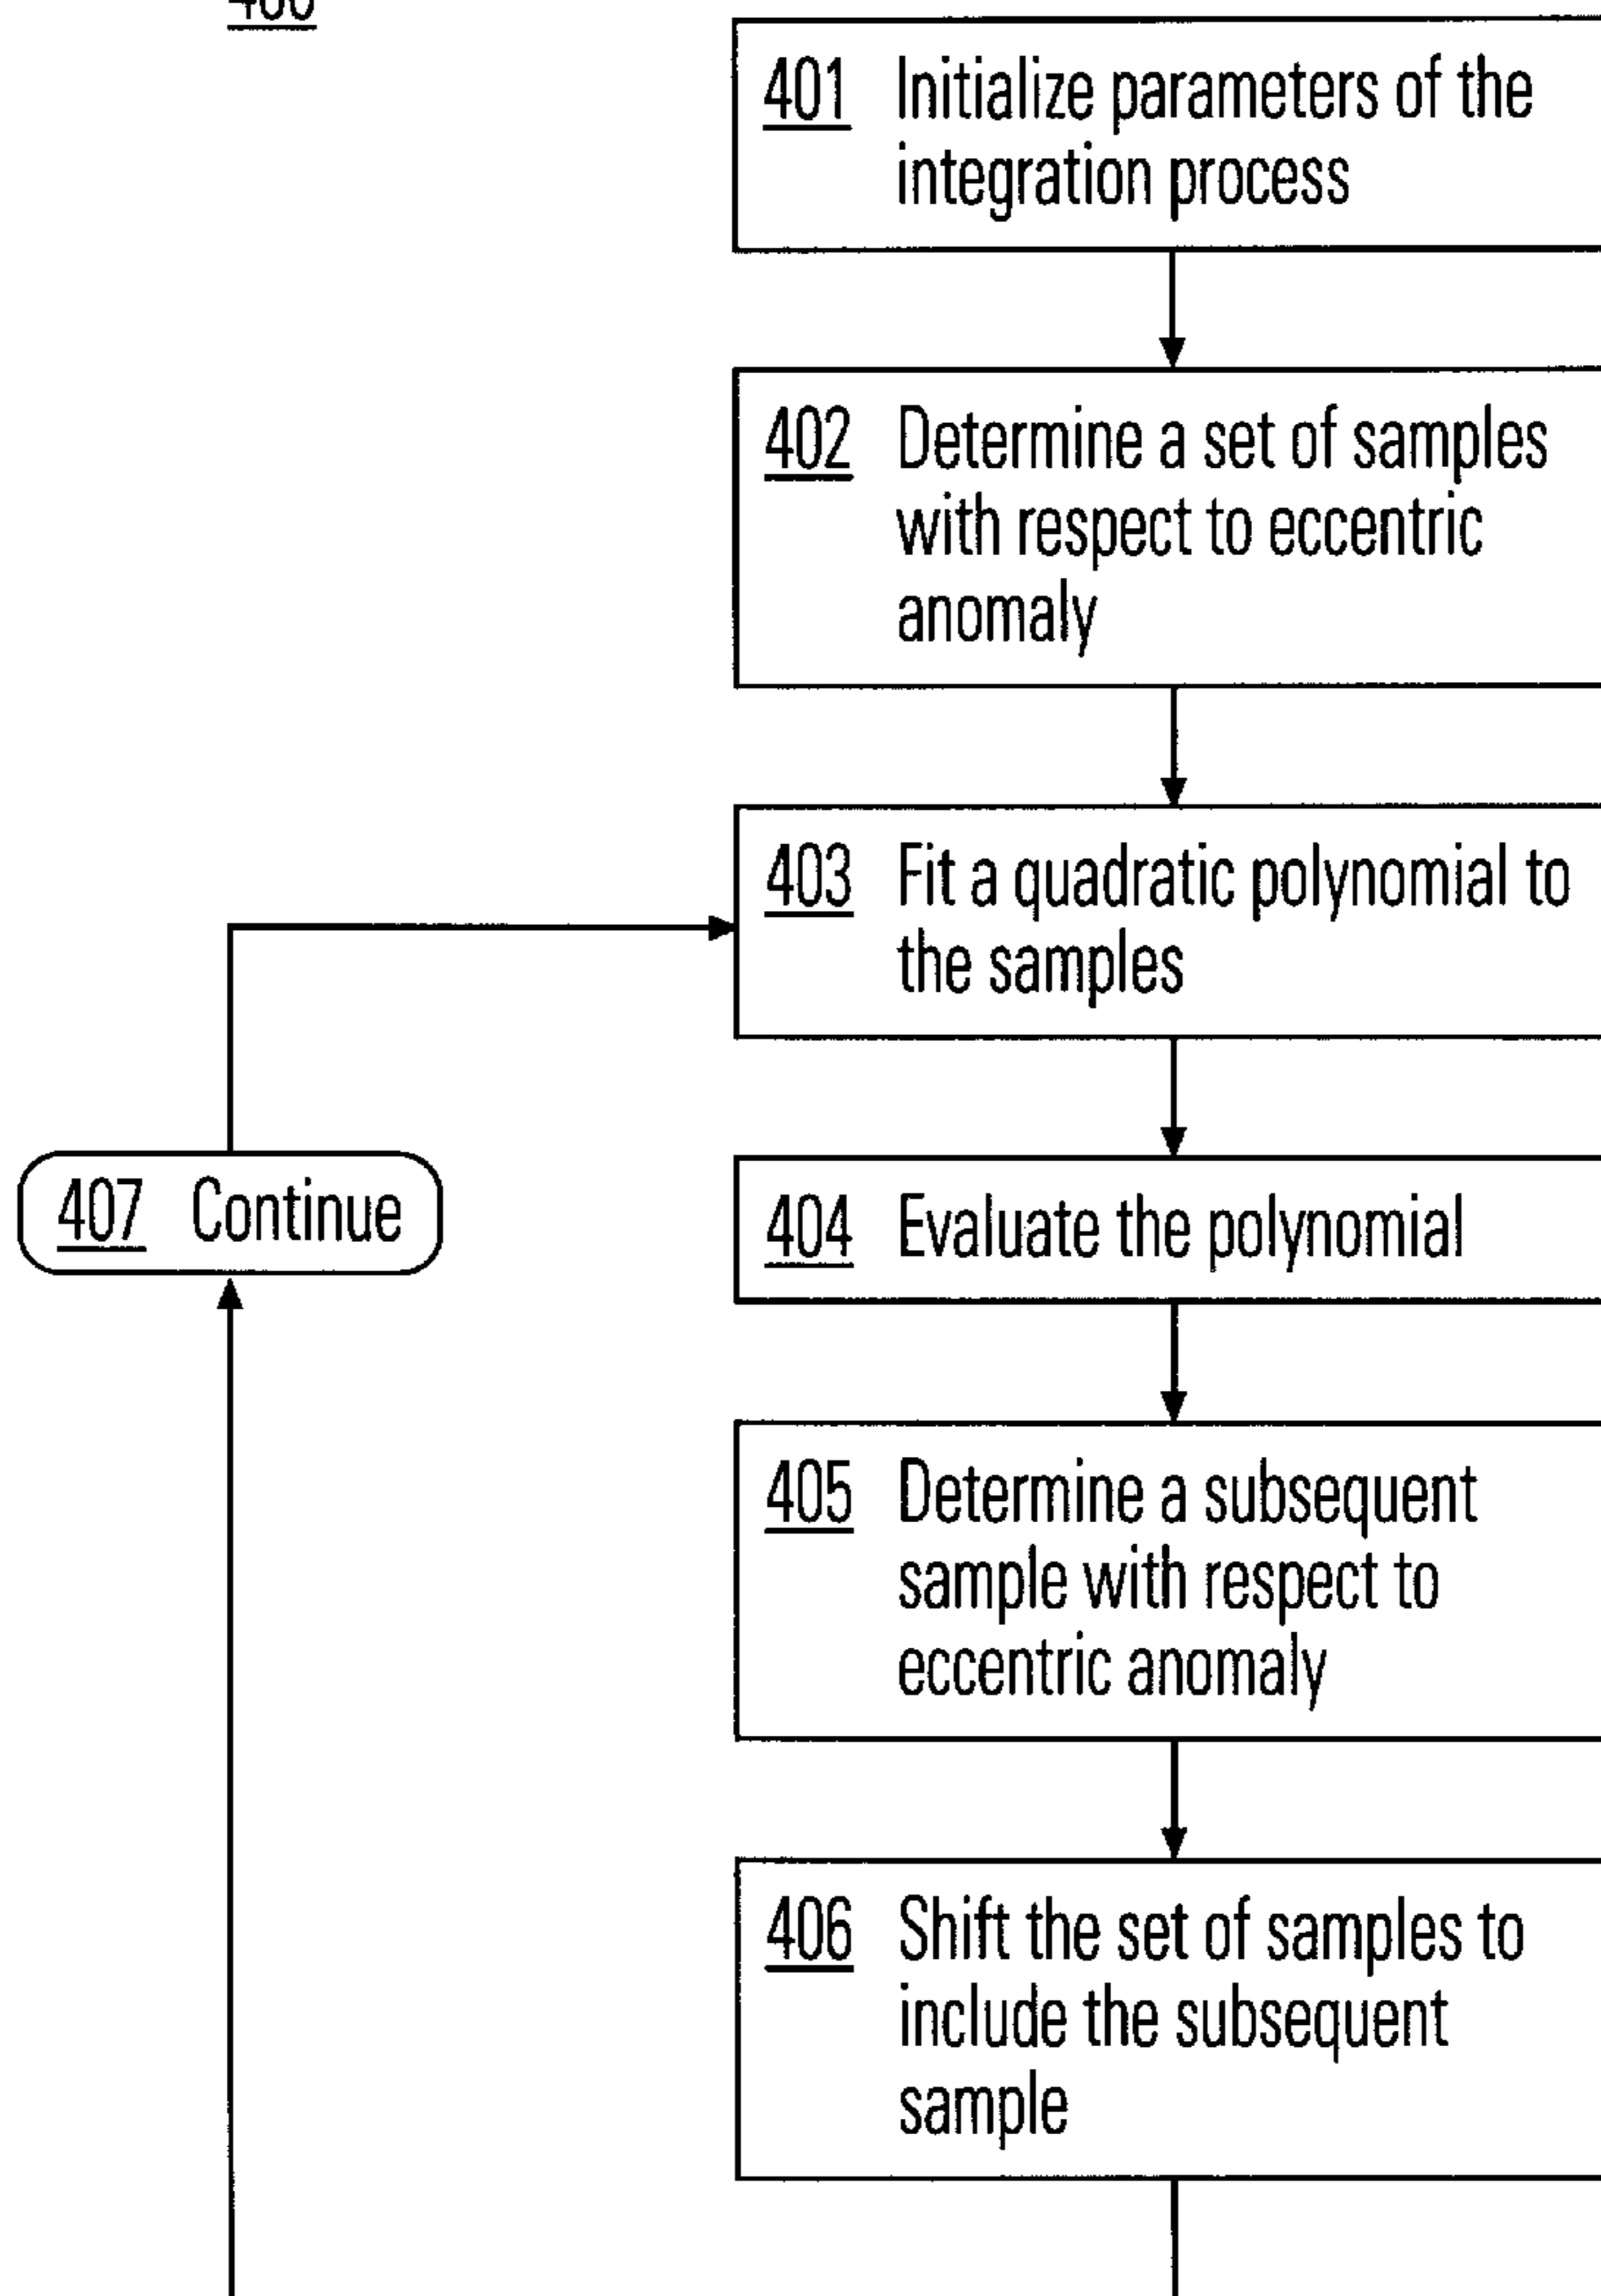 401 Initialize parameters of the
integration process
402 Determine a set of samples
with respect to eccentric
anomaly
403 Fit a quadratic polynomial to
the samples
407 Continue
404 Evaluate the polynomial
405 Determine a subsequent
sample with respect to
eccentric anomaly
406 Shift the set of samples to
include the subsequent
sample